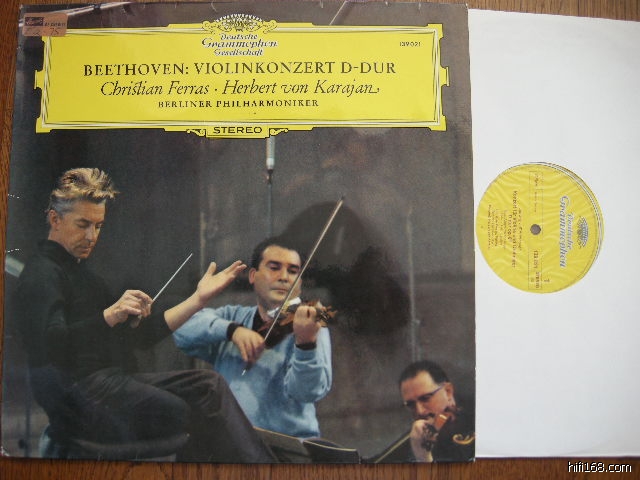 Deutsche
Grammophon
Gesellschaft
139 021
BEETHOVEN: VIOLINKONZERT D-DUR
Christian Ferras · Herbert von Karajan
BERLINER PHILHARMONIKER
STEREO
Deutsche
Grammophon
hifi168.com